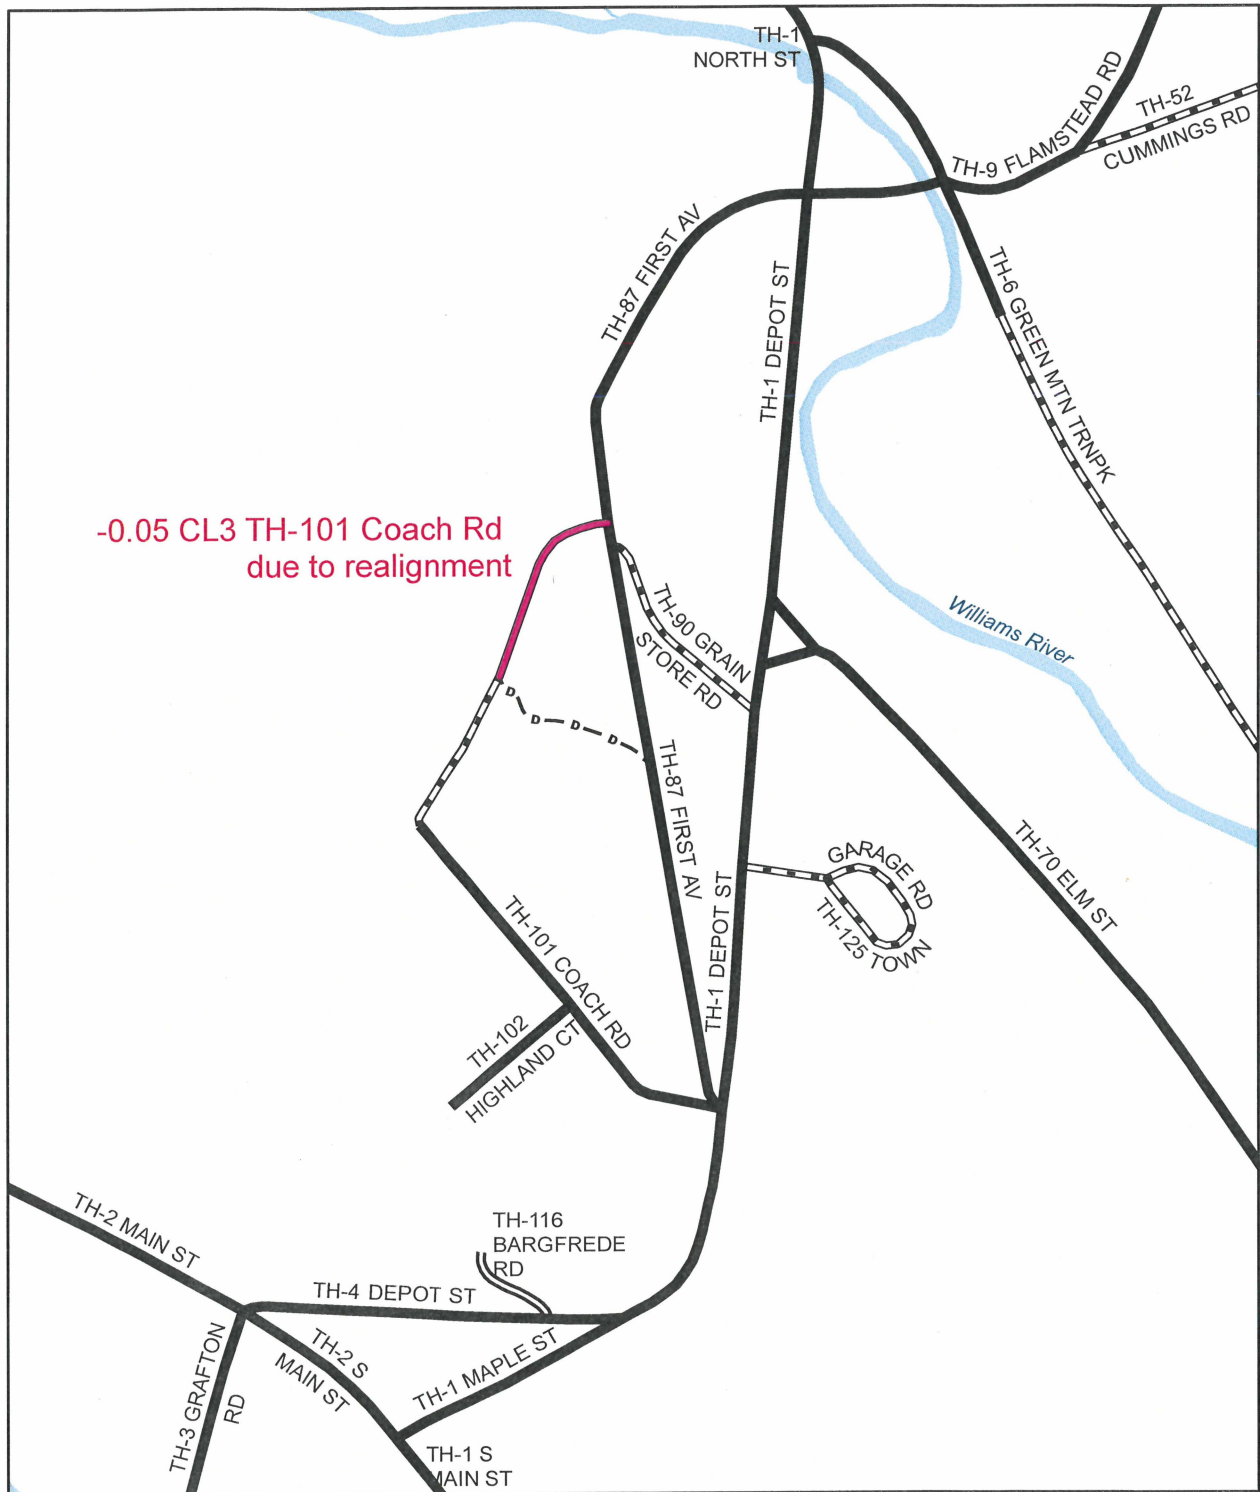 TH-1
NORTH ST
TH-9 FLAMSTEAD RD
TH-52
CUMMINGS RD
TH-87 FIRST AV
TH-1 DEPOT ST
TH-6 GREEN MTN TRNPK
-0.05 CL3 TH-101 Coach Rd
due to realignment
TH-90 GRAIN
STORE RD
Williams River
D
D
D
D
TH-87 FIRST AV
TH-1 DEPOT ST
GARAGE RD
TH-125 TOWN
TH-70 ELM ST
TH-101 COACH RD
TH-102
HIGHLAND CT
TH-2 MAIN ST
TH-116
BARGFREDE
RD
TH-4 DEPOT ST
TH-2 S
MAIN ST
TH-1 MAPLE ST
TH-3 GRAFTON
RD
TH-1 S
MAIN ST